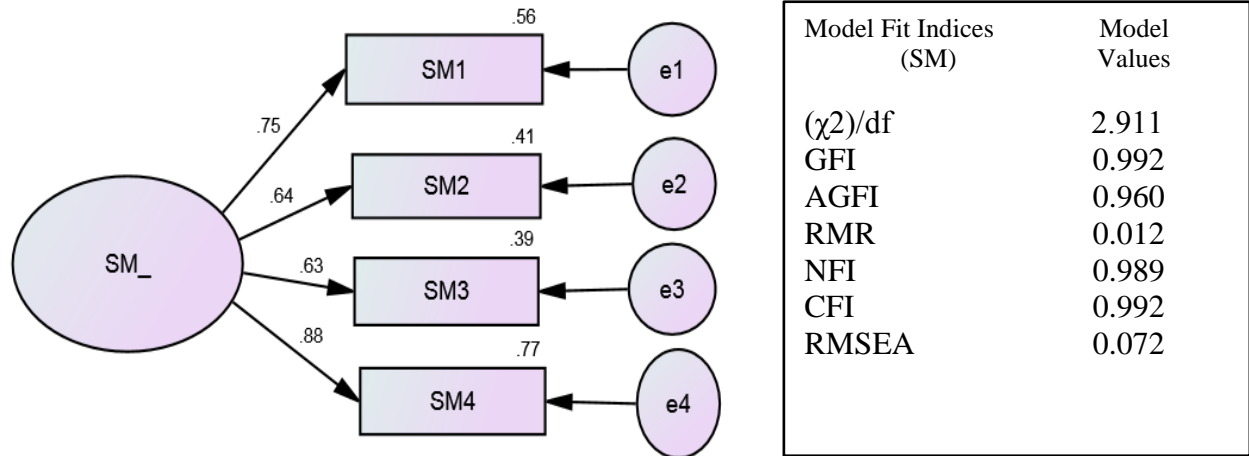 .56
SM1
e1
.75
.41
SM2
e2
.64
.39
SM_
SM3
e3
.63
.77
.88
SM4
e4
Model Fit Indices Model
(SM) Values
(χ2)/df 2.911
GFI 0.992
AGFI 0.960
RMR 0.012
NFI 0.989
CFI 0.992
RMSEA 0.072